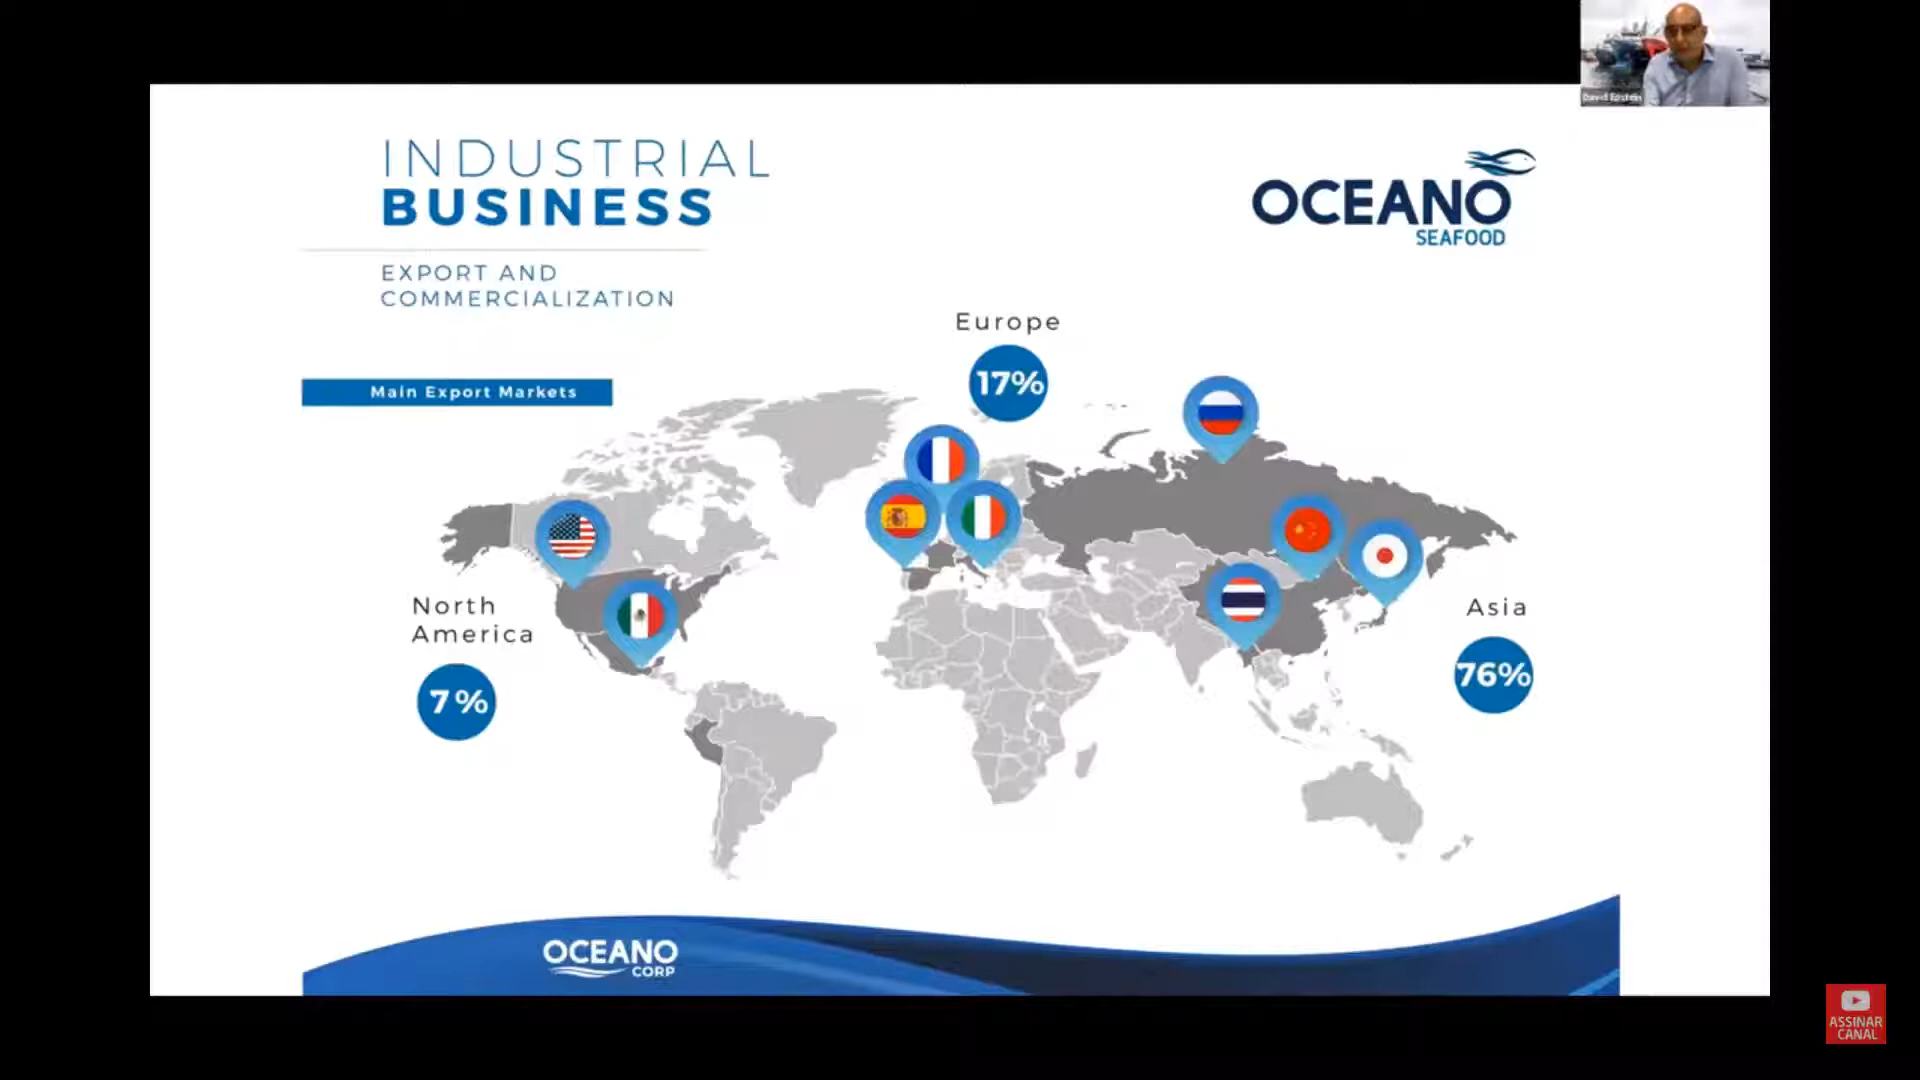 INDUSTRIAL
BUSINESS
EXPORT AND
COMMERCIALIZATION
OCEANO
SEAFOOD
Main Export Markets
Europe
17%
North
America
7%
Asia
76%
OCEANO
CORP
ASSINAR
CANAL